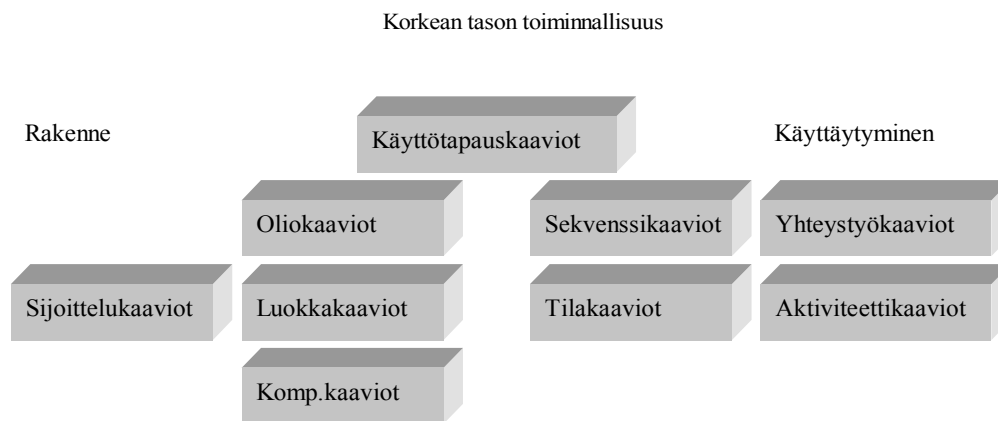 Korkean tason toiminnallisuus
Rakenne
Käyttötapauskaaviot
Käyttäytyminen
Oliokaaviot
Sekvenssikaaviot
Yhteystyökaaviot
Sijoittelukaaviot
Luokkakaaviot
Tilakaaviot
Aktiviteettikaaviot
Komp.kaaviot